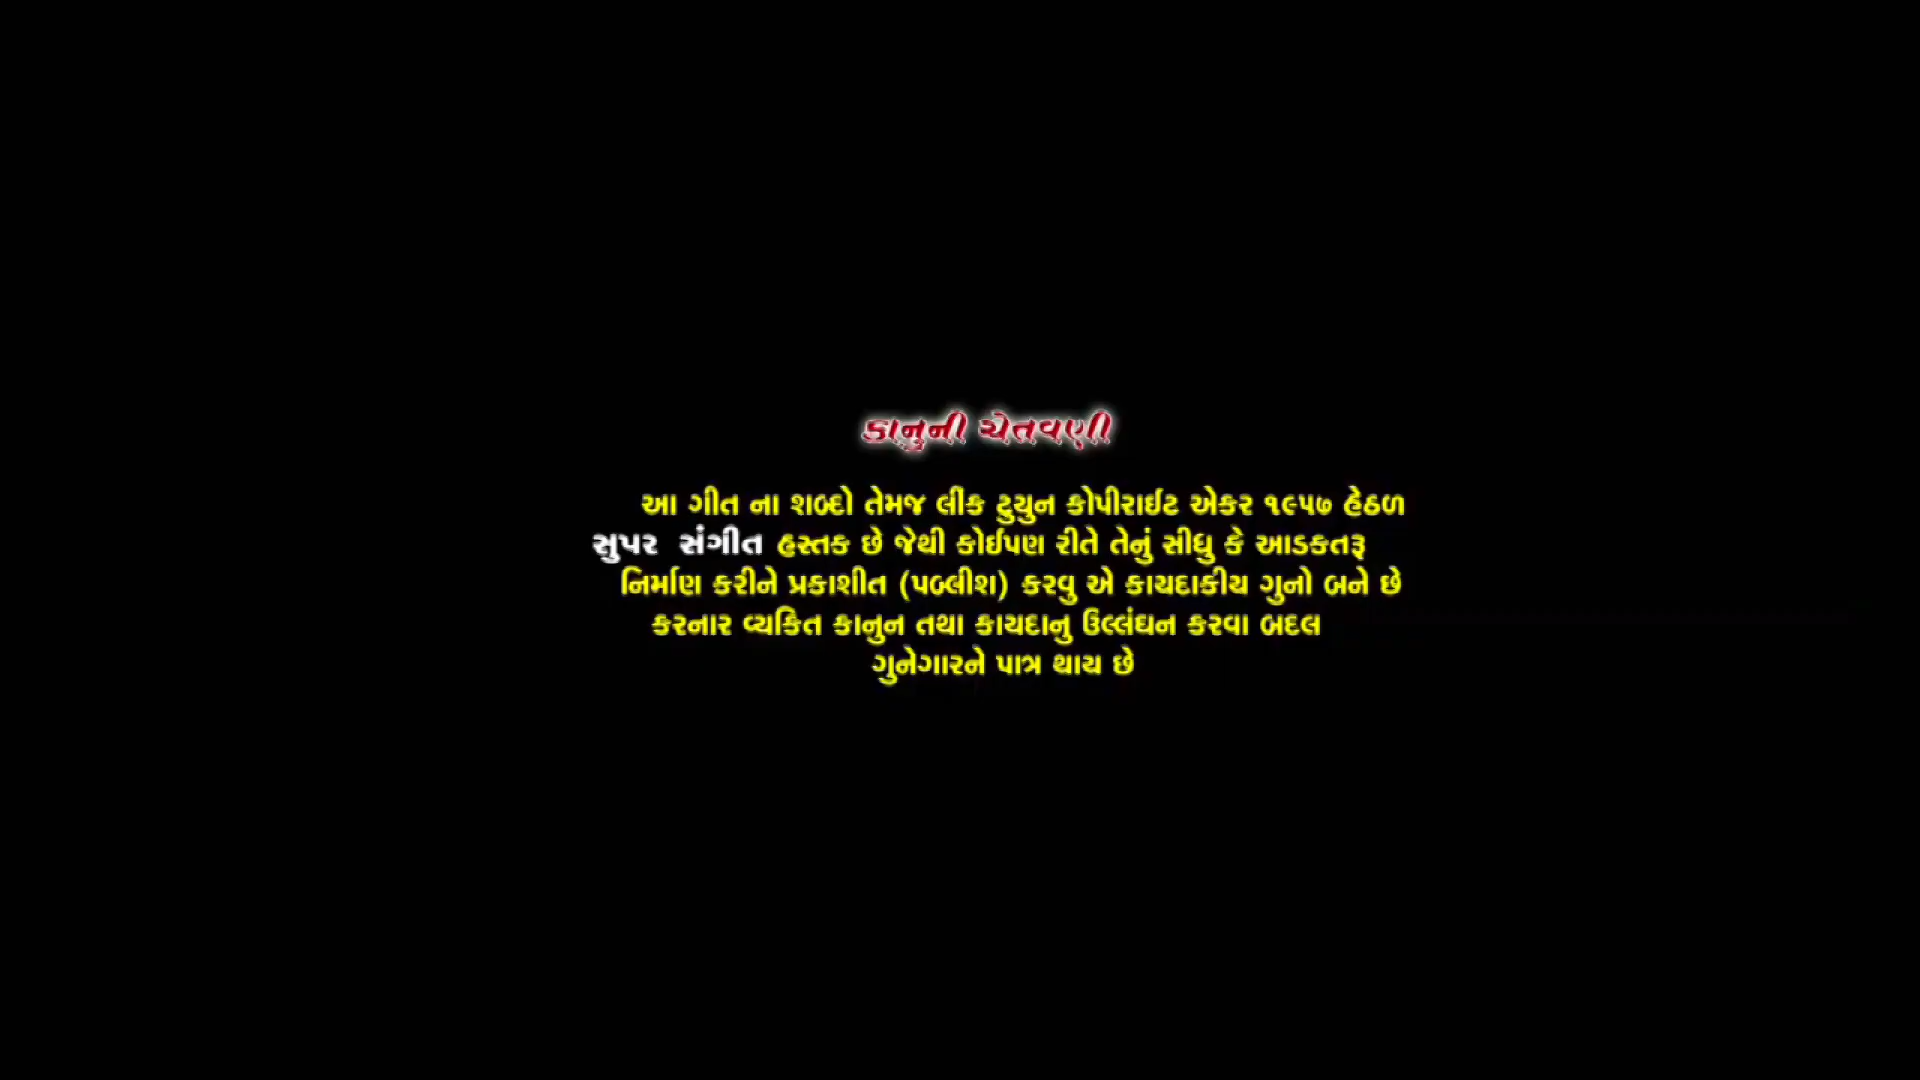 કાનુની ચેતવણી
આ ગીત ના શબ્દો તેમજ લીક ટુયુન કોપીરાઈટ એકર ૧૯૫૭ હેઠળ
સુપર સંગીત હસ્તક છે જેથી કોઈપણ રીતે તેનું સીધુ કે આડકતરૂ
નિર્માણ કરીને પ્રકાશીત (પબ્લીશ) કરવુ એ કાયદાકીય ગુનો બને છે
કરનાર વ્યકિત કાનુન તથા કાયદાનુ ઉલ્લંઘન કરવા બદલ
ગુનેગારને પાત્ર થાય છે